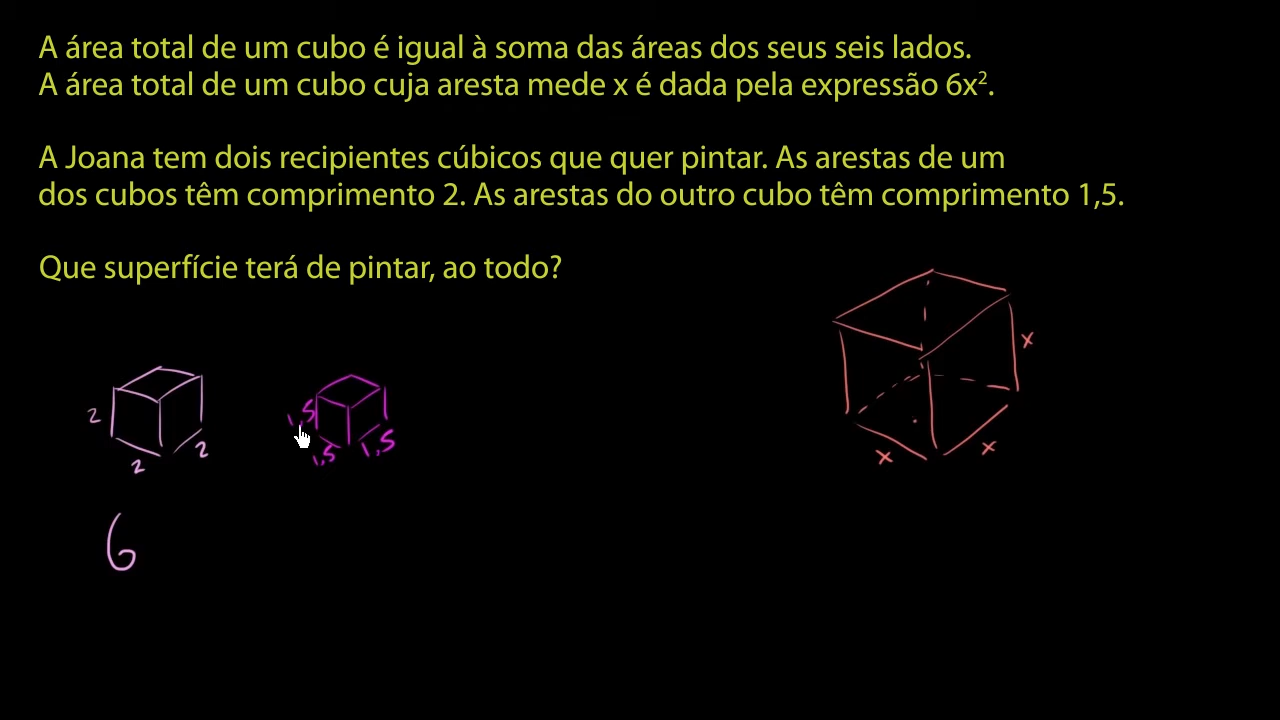 A área total de um cubo é igual à soma das áreas dos seus seis lados.
A área total de um cubo cuja aresta mede x é dada pela expressão 6x².
A Joana tem dois recipientes cúbicos que quer pintar. As arestas de um
dos cubos têm comprimento 2. As arestas do outro cubo têm comprimento 1,5.
Que superfície terá de pintar, ao todo?
x
2
1,5
2
2
1,5
1,5
x
x
6